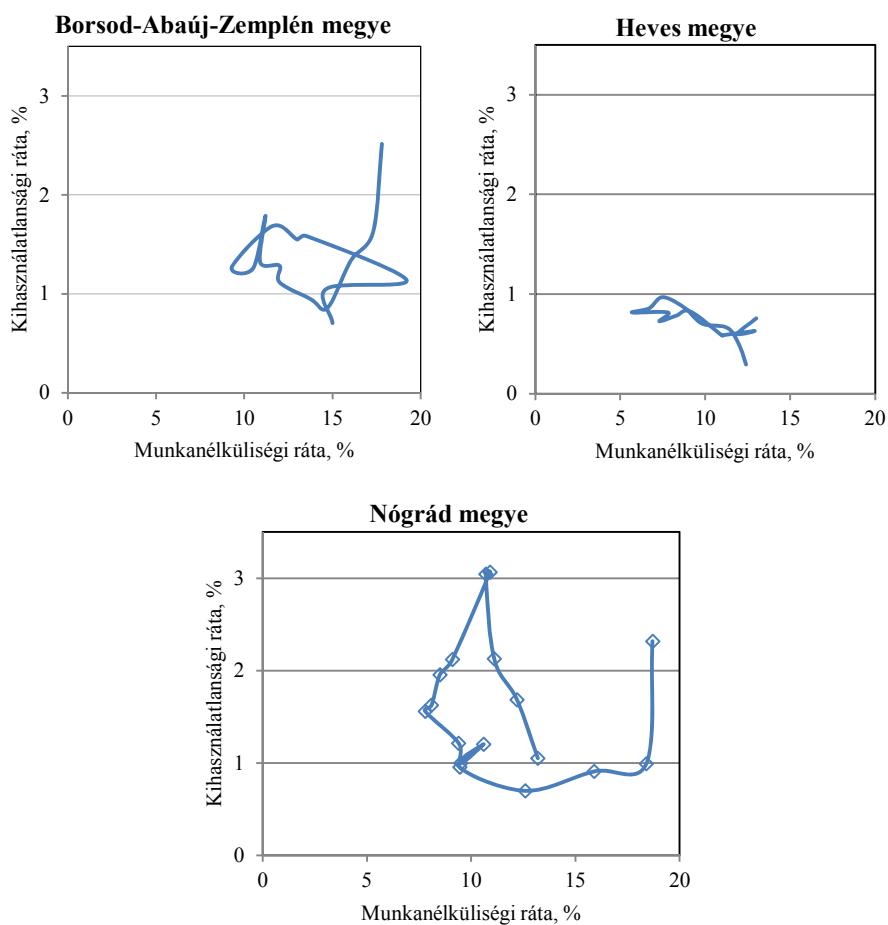 Borsod-Abaúj-Zemplén megye
Kihasználatlansági ráta, %
3
2
1
0
0 5 10 15 20
Munkanélküliségi ráta, %
Heves megye
Kihasználatlansági ráta, %
3
2
1
0
0 5 10 15 20
Munkanélküliségi ráta, %
Nógrád megye
Kihasználatlansági ráta, %
3
2
1
0
0 5 10 15 20
Munkanélküliségi ráta, %